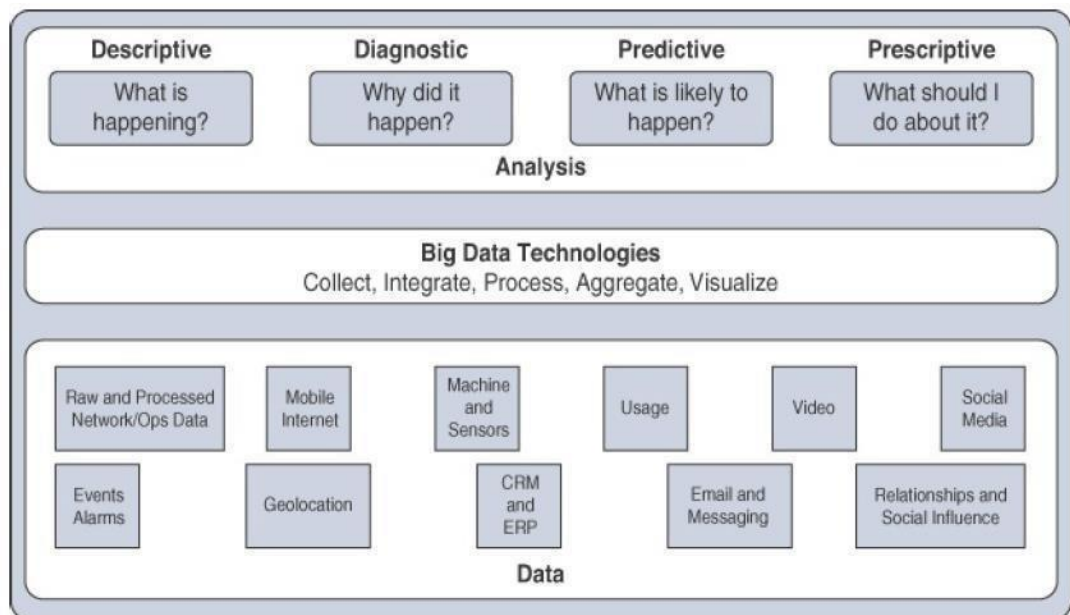 Descriptive
Diagnostic
Predictive
Prescriptive
What is
happening?
Why did it
happen?
What is likely to
happen?
What should I
do about it?
Analysis
Big Data Technologies
Collect, Integrate, Process, Aggregate, Visualize
Raw and Processed
Network/Ops Data
Mobile
Internet
Machine
and
Sensors
Usage
Video
Social
Media
Events
Alarms
Geolocation
CRM
and
ERP
Email and
Messaging
Relationships and
Social Influence
Data